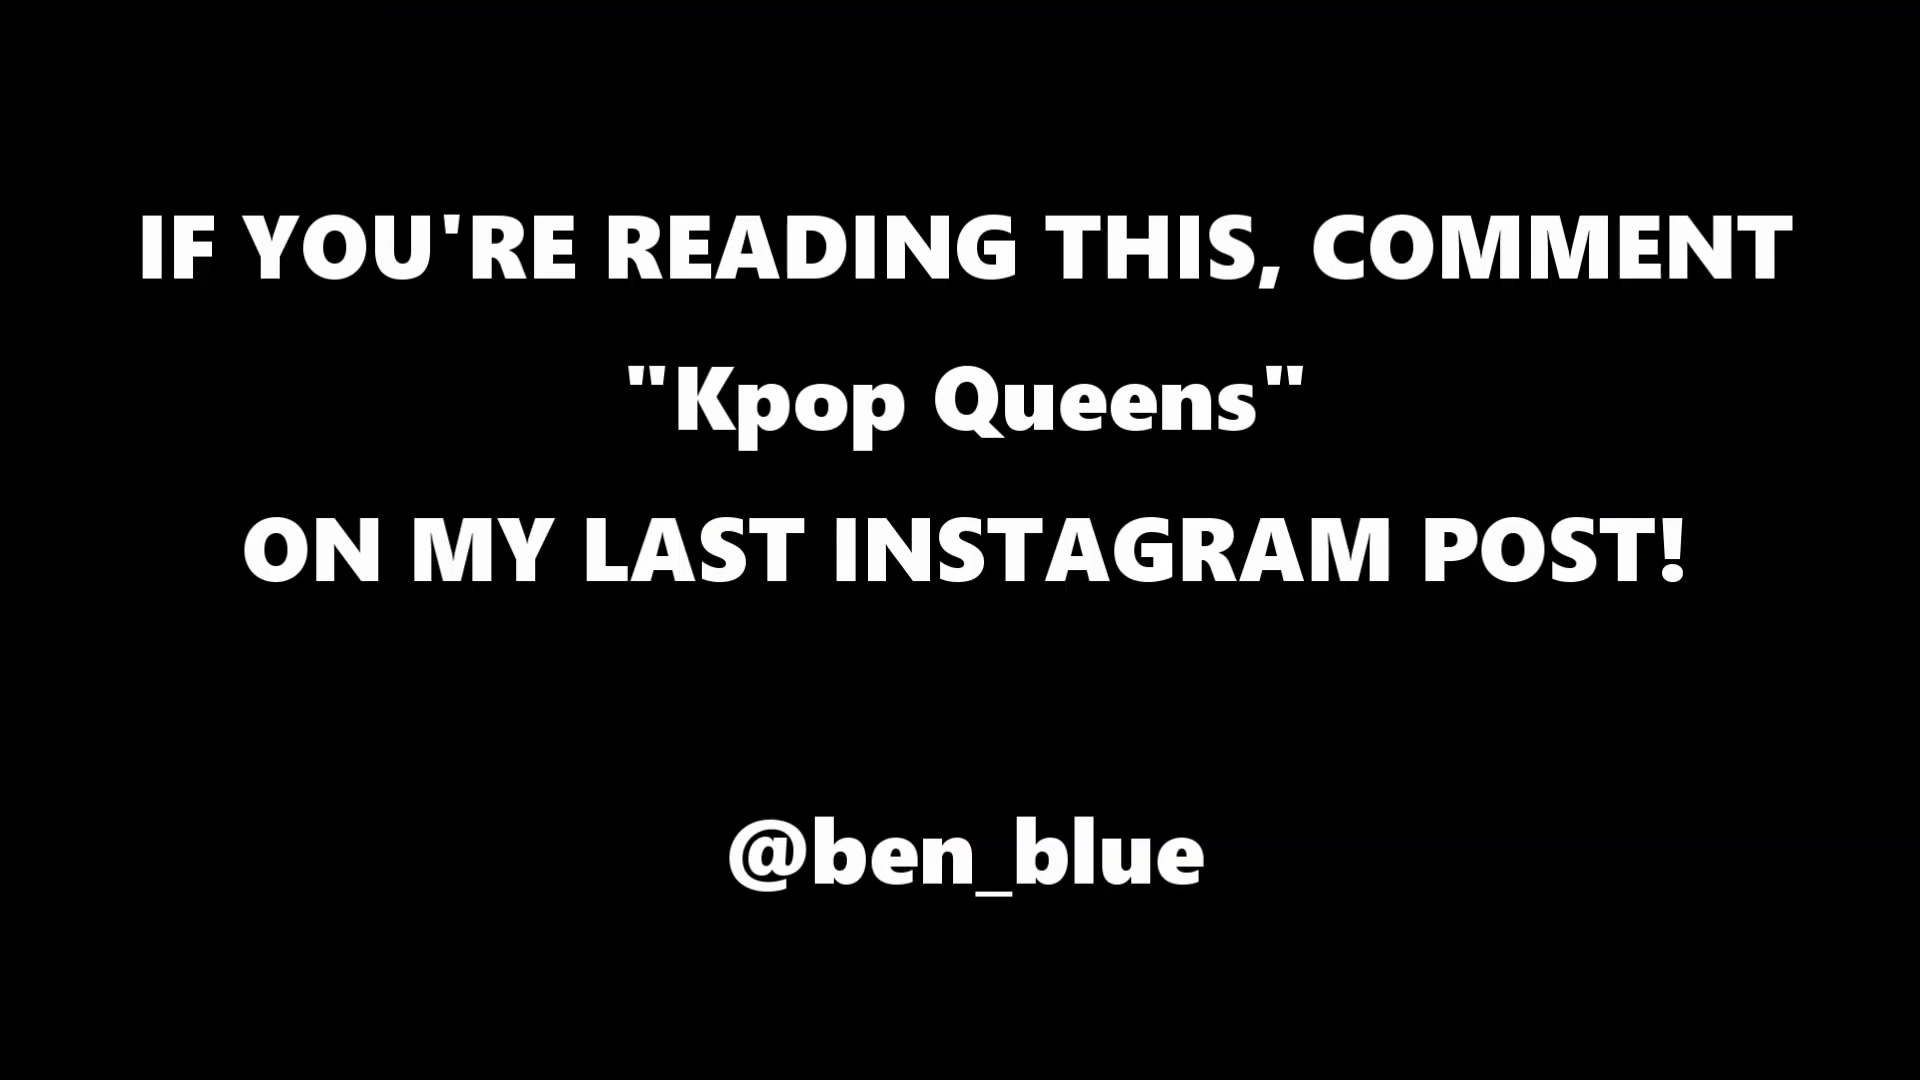 IF YOU'RE READING THIS, COMMENT
"Kpop Queens"
ON MY LAST INSTAGRAM POST!
@ben_blue